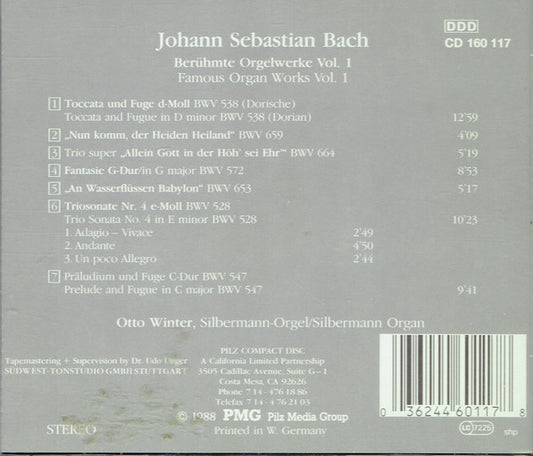 Johann Sebastian Bach
DDD
CD 160 117
Berühmte Orgelwerke Vol. 1
Famous Organ Works Vol. 1
1 Toccata und Fuge d-Moll BWV 538 (Dorische)
Toccata and Fugue in D minor BWV 538 (Dorian) 12'59
2 „Nun komm, der Heiden Heiland" BWV 659 4'09
3 Trio super „Allein Gott in der Höh' sei Ehr'" BWV 664 5'19
4 Fantasie G-Dur/in G major BWV 572 8'53
5 „An Wasserflüssen Babylon" BWV 653 5'17
6 Triosonate Nr. 4 e-Moll BWV 528
Trio Sonata No. 4 in E minor BWV 528 10'23
1. Adagio – Vivace 2'49
2. Andante 4'50
3. Un poco Allegro 2'44
7 Präludium und Fuge C-Dur BWV 547
Prelude and Fugue in C major BWV 547 9'41
Otto Winter, Silbermann-Orgel/Silbermann Organ
Tapemastering + Supervision by Dr. Udo Unger
SÜDWEST-TONSTUDIO GMBH STUTTGART
STEREO
PILZ COMPACT DISC
A California Limited Partnership
3505 Cadillac Avenue, Suite G-1
Costa Mesa, CA 92626
Phone 714-476 18 86
Telefax 714-476 21 03
© 1988 PMG Pilz Media Group
Printed in W. Germany
0 36244 60117 8
LC 7225
shp